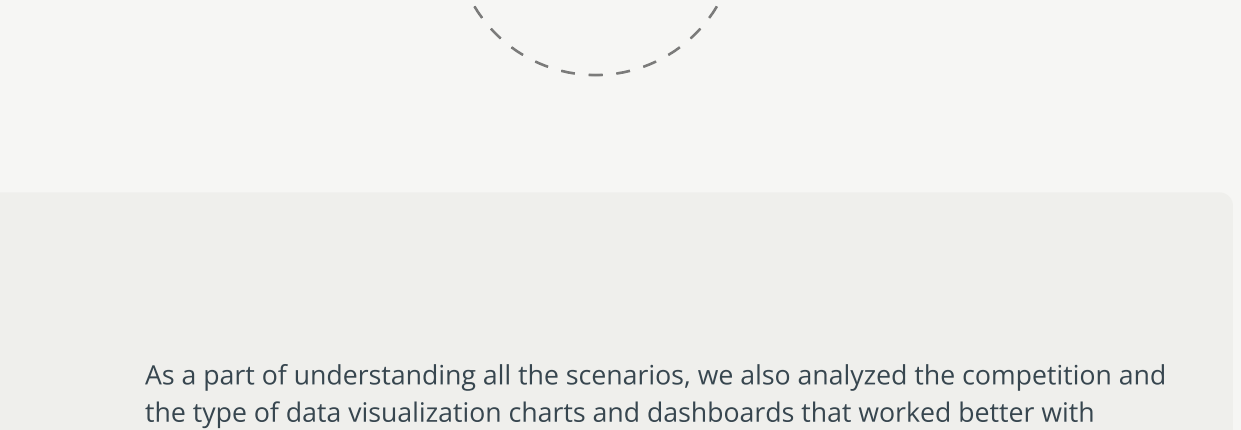 As a part of understanding all the scenarios, we also analyzed the competition and
the type of data visualization charts and dashboards that worked better with